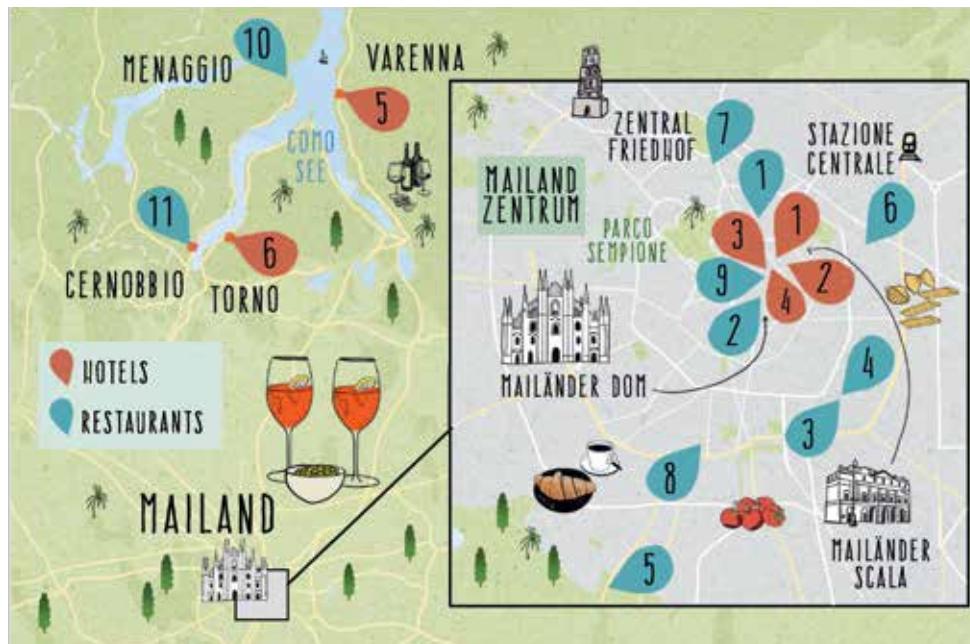 10
MENAGGIO
VARENNA
5
COMO
SEE
11
6
CERNOBBIO
TORNO
HOTELS
RESTAURANTS
MAILAND
MAILAND
ZENTRUM
ZENTRAL
FRIEDHOF
7
STAZIONE
CENTRALE
1
6
PARCO
SEMPIONE
3
1
9
2
4
2
MAILÄNDER DOM
4
3
8
MAILÄNDER
SCALA
5